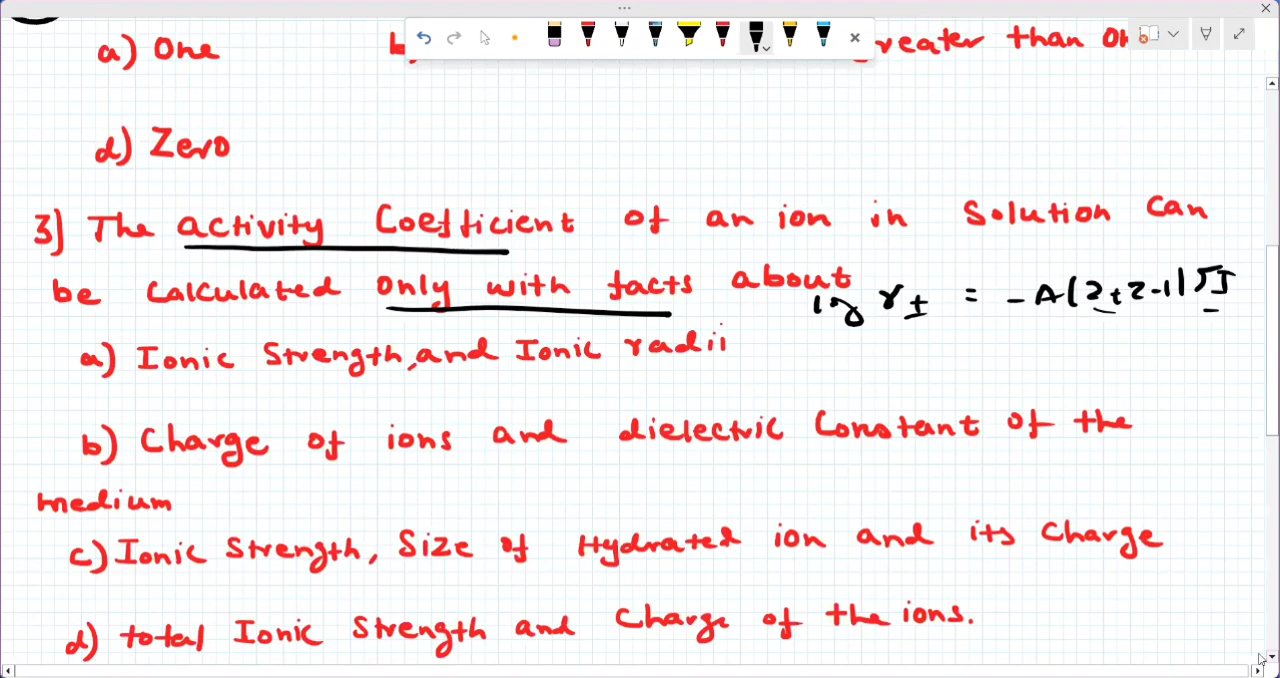 a) One
reater than
d) Zero
3] The activity Coefficient of an ion in Solution Can
be Calculated only with facts about
log γ± = -A(Z+Z-1)√I
a) Ionic Strength, and Ionic radii
b) Charge of ions and dielectric Constant of the
medium
c) Ionic Strength, Size of Hydrated ion and its Charge
d) total Ionic Strength and Charge of the ions.